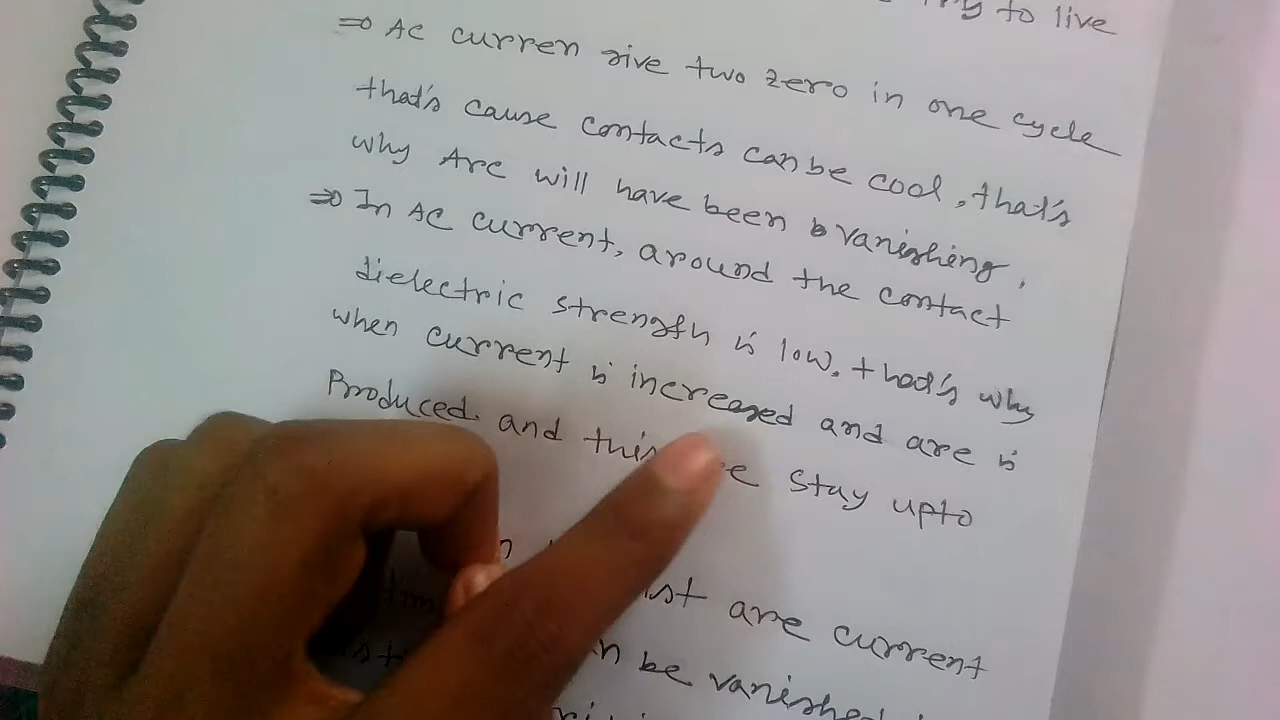 to live
⇒ AC curren rive two zero in one cycle
that's cause contacts can be cool, that's
why Arc will have been vanishing.
⇒ In AC current, around the contact
dielectric strength is low. that's why
when current is increased and arc is
Produced. and this stay upto
arc current
be vanished